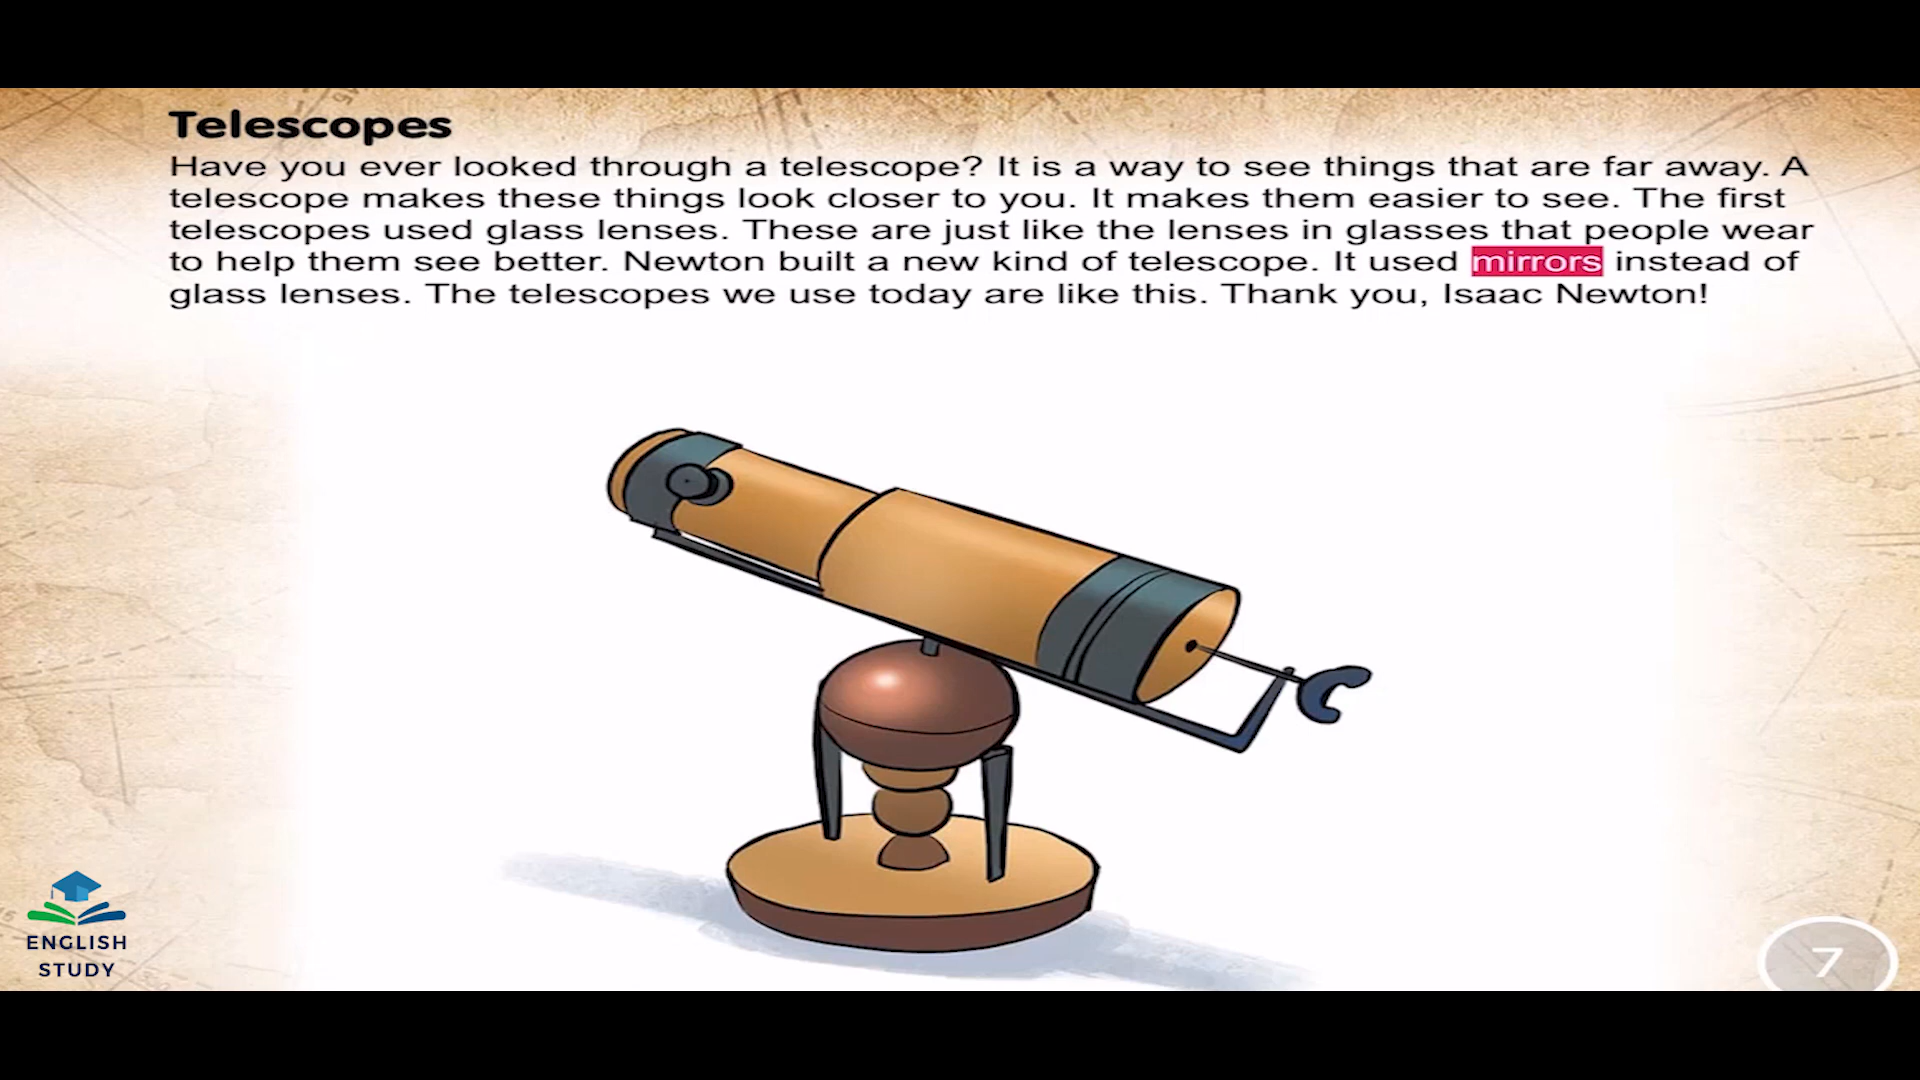 Telescopes
Have you ever looked through a telescope? It is a way to see things that are far away. A
telescope makes these things look closer to you. It makes them easier to see. The first
telescopes used glass lenses. These are just like the lenses in glasses that people wear
to help them see better. Newton built a new kind of telescope. It used mirrors instead of
glass lenses. The telescopes we use today are like this. Thank you, Isaac Newton!
ENGLISH
STUDY
7